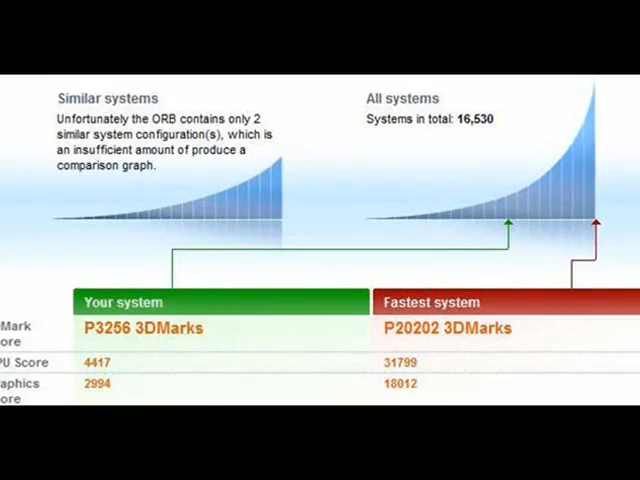 Similar systems
Unfortunately the ORB contains only 2
similar system configuration(s), which is
an insufficient amount of produce a
comparison graph.
All systems
Systems in total: 16,530
Your system
Fastest system
Mark
ore
P3256 3DMarks
P20202 3DMarks
PU Score
4417
31799
aphics
ore
2994
18012